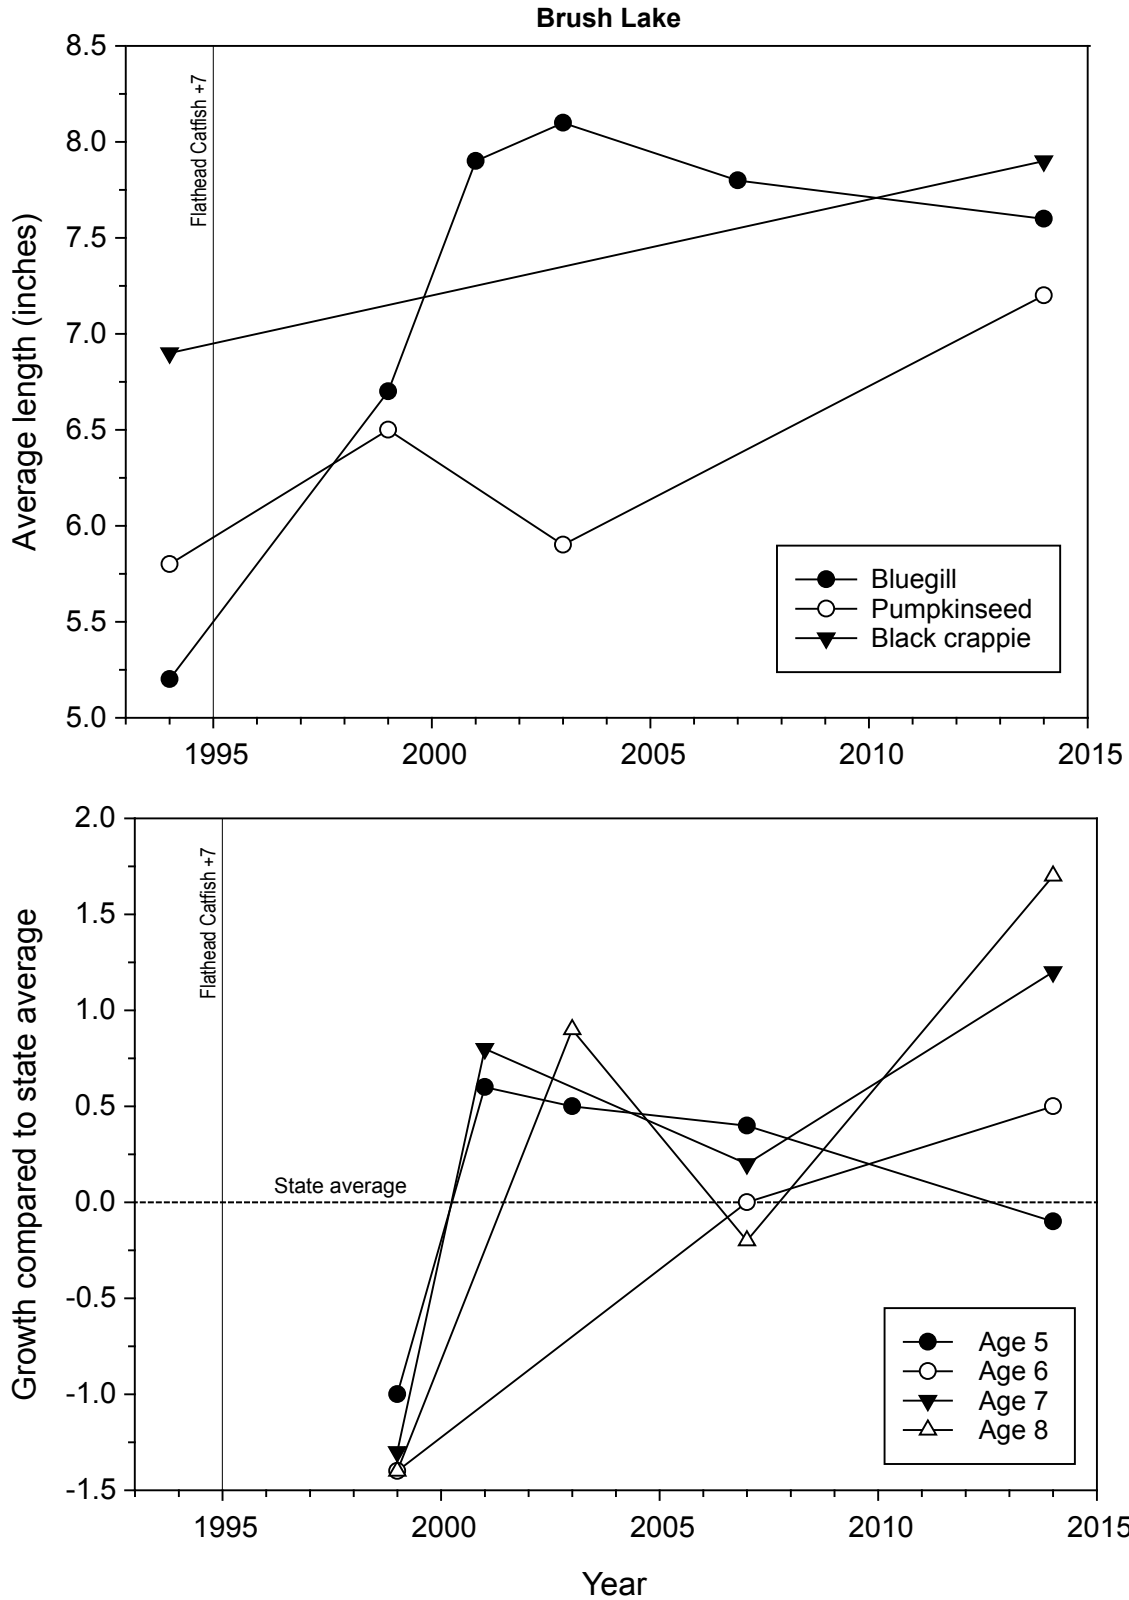 Brush Lake
8.5
8.0
7.5
7.0
6.5
6.0
5.5
5.0
Average length (inches)
Flathead Catfish +7
Bluegill
Pumpkinseed
Black crappie
1995 2000 2005 2010 2015
2.0
1.5
1.0
0.5
0.0
-0.5
-1.0
-1.5
Growth compared to state average
Flathead Catfish +7
State average
Age 5
Age 6
Age 7
Age 8
1995 2000 2005 2010 2015
Year